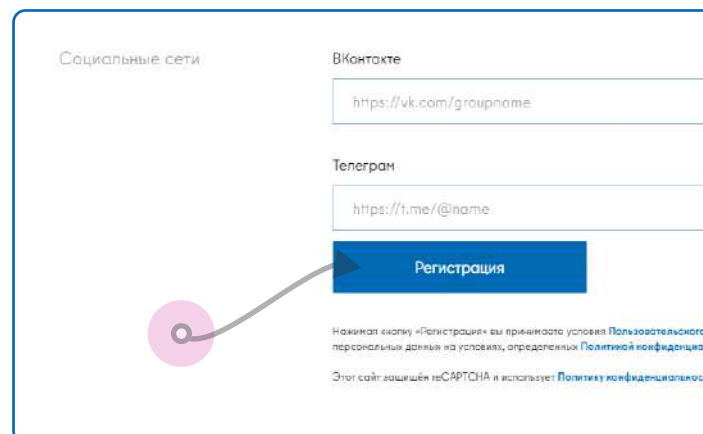 Социальные сети
ВКонтакте
https://vk.com/groupname
Телеграм
https://t.me/@name
Регистрация
Нажимая кнопку «Регистрация» вы принимаете условия Пользовательского
персональных данных на условиях, определенных Политикой конфиденциа
Этот сайт защищён reCAPTCHA и использует Политику конфиденциальнос